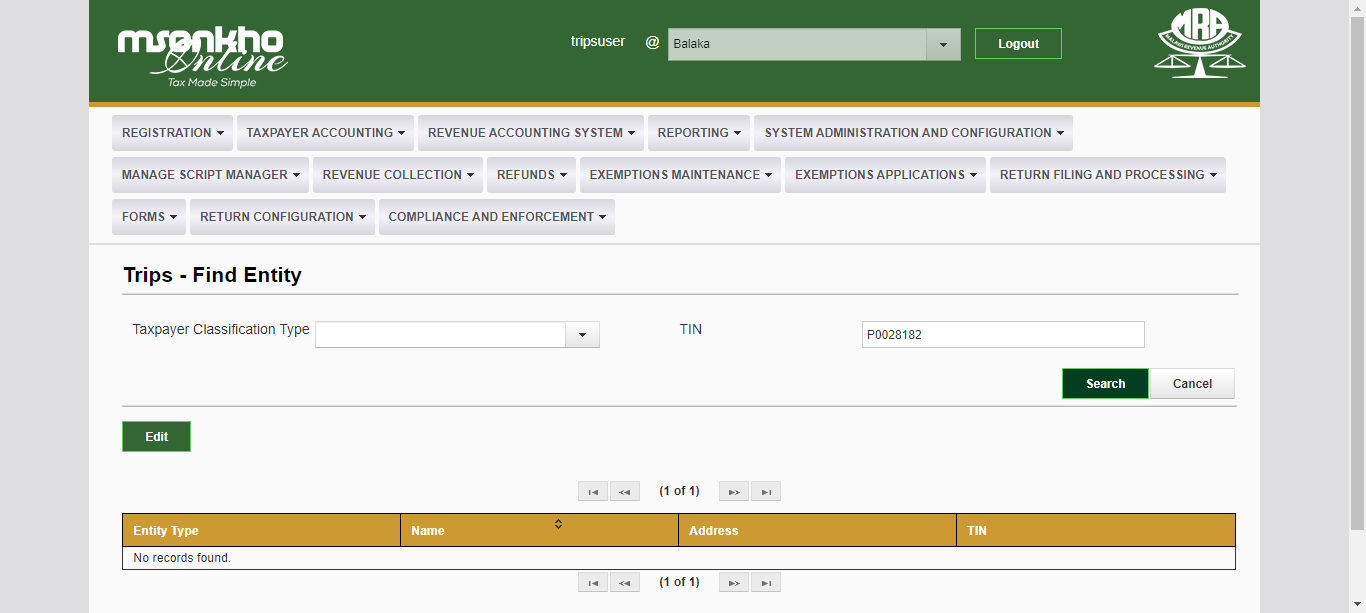 msonkho
Online
Tax Made Simple
tripsuser @ Balaka Logout
MRA
MALAWI REVENUE AUTHORITY
REGISTRATION TAXPAYER ACCOUNTING REVENUE ACCOUNTING SYSTEM REPORTING SYSTEM ADMINISTRATION AND CONFIGURATION
MANAGE SCRIPT MANAGER REVENUE COLLECTION REFUNDS EXEMPTIONS MAINTENANCE EXEMPTIONS APPLICATIONS RETURN FILING AND PROCESSING
FORMS RETURN CONFIGURATION COMPLIANCE AND ENFORCEMENT
Trips - Find Entity
Taxpayer Classification Type TIN P0028182
Search Cancel
Edit
(1 of 1)
Entity Type Name Address TIN
No records found.
(1 of 1)